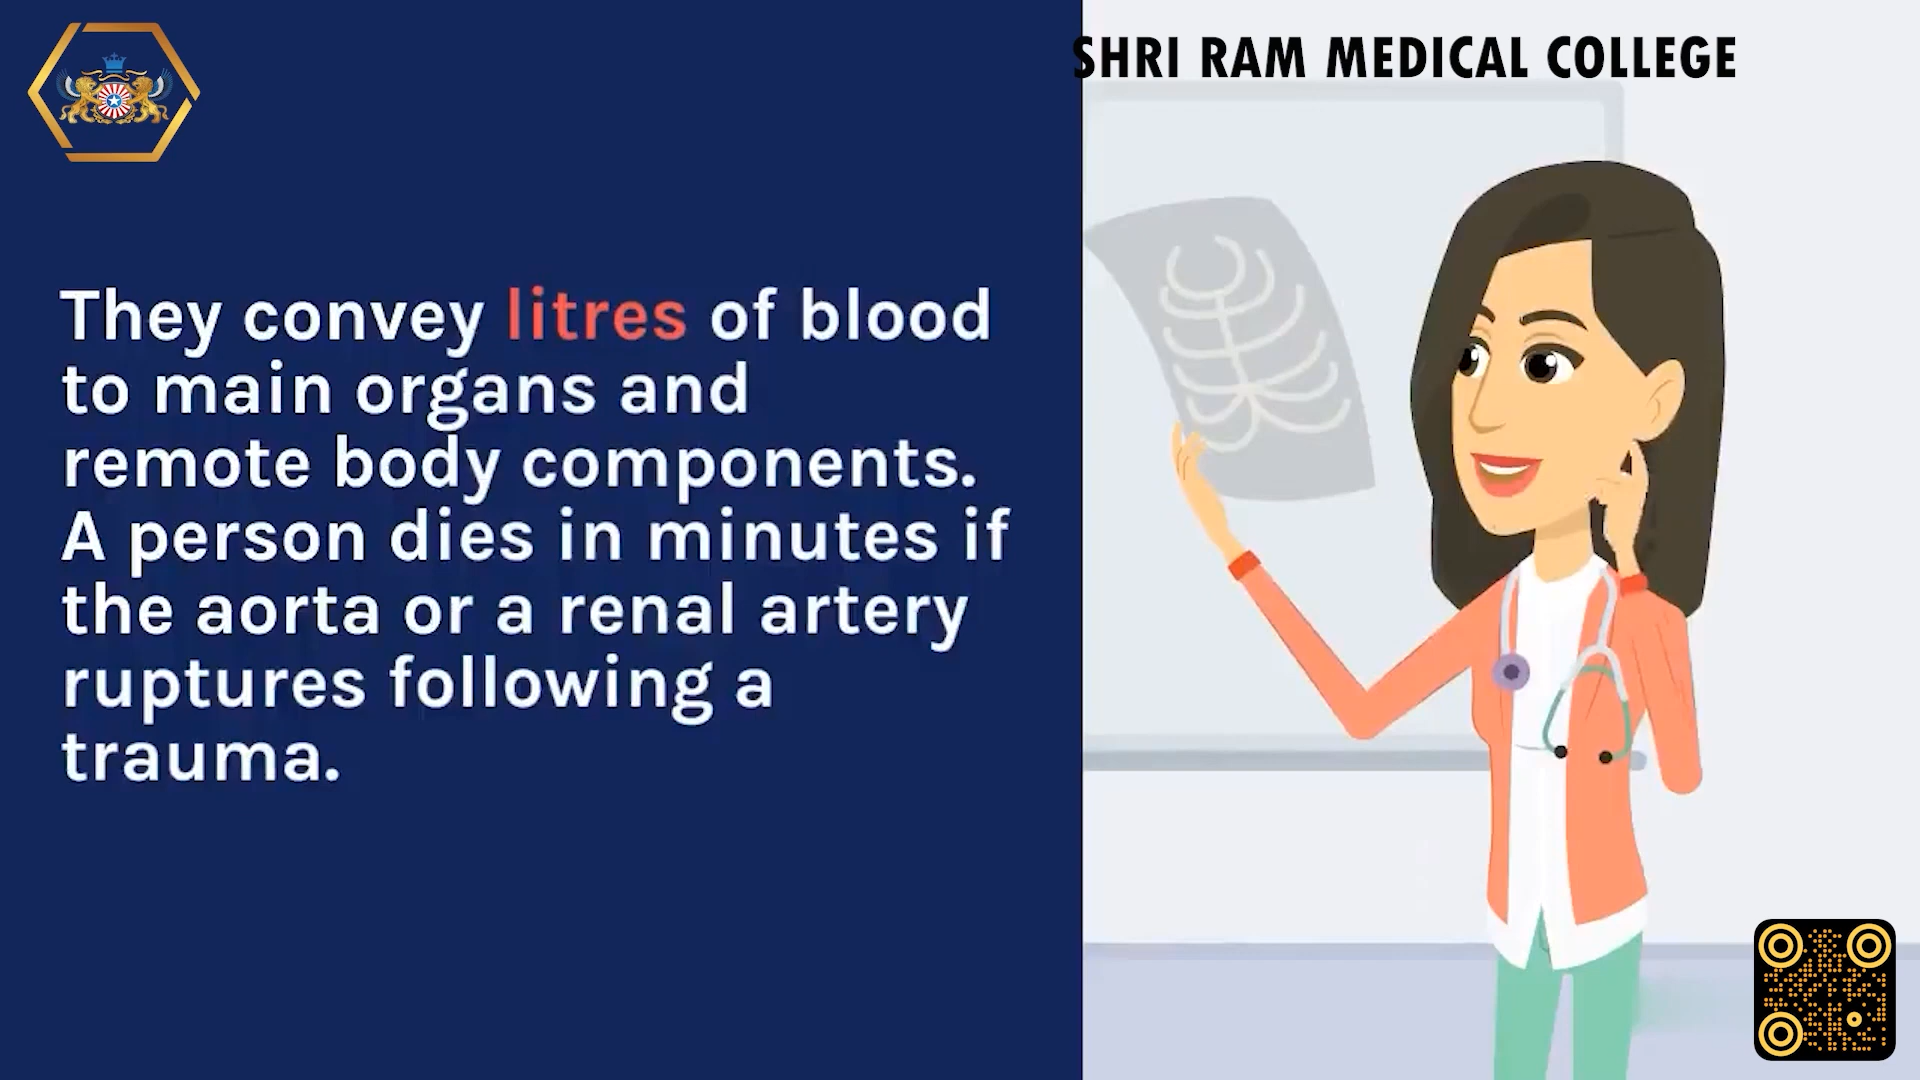 SHRI RAM MEDICAL COLLEGE
They convey litres of blood
to main organs and
remote body components.
A person dies in minutes if
the aorta or a renal artery
ruptures following a
trauma.